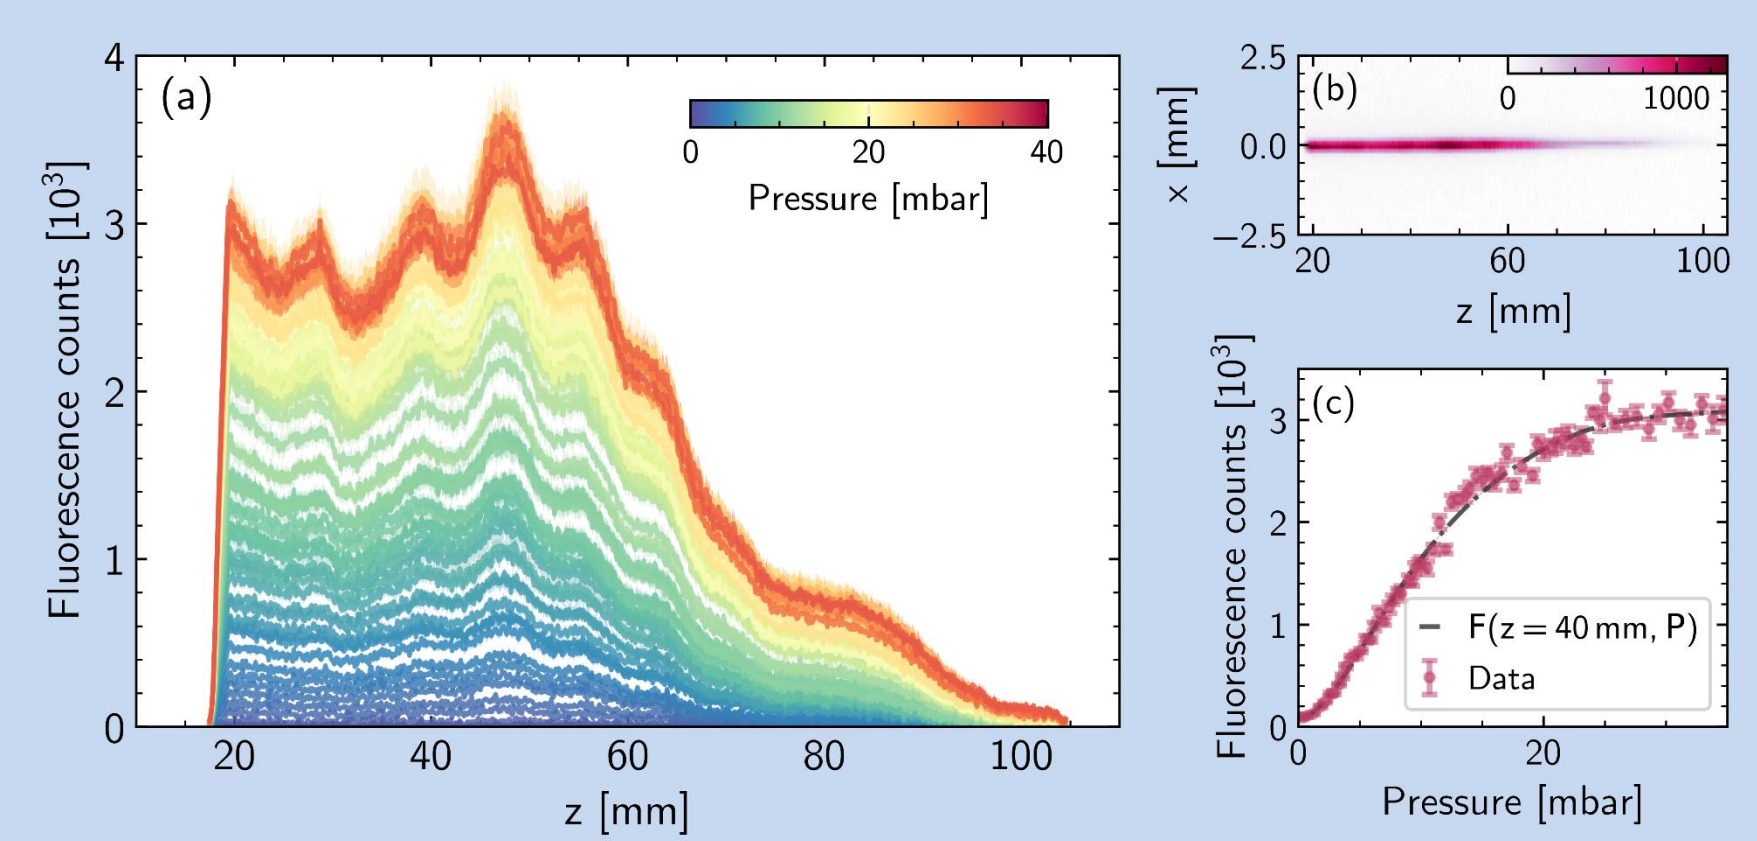 (a)
4
3
2
1
0
Fluorescence counts [10³]
0 20 40
Pressure [mbar]
20 40 60 80 100
z [mm]
(b)
2.5
0.0
−2.5
x [mm]
0 1000
20 60 100
z [mm]
(c)
3
2
1
0
Fluorescence counts [10³]
F(z = 40 mm, P)
Data
0 20
Pressure [mbar]